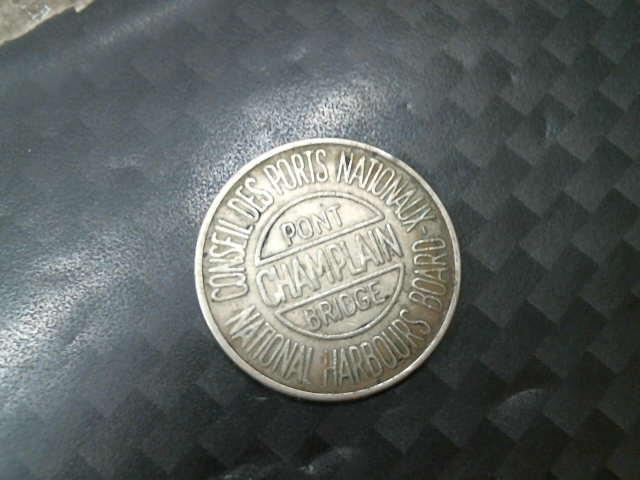 CONSEIL DES PORTS NATIONAUX -
NATIONAL HARBOURS BOARD -
PONT
CHAMPLAIN
BRIDGE